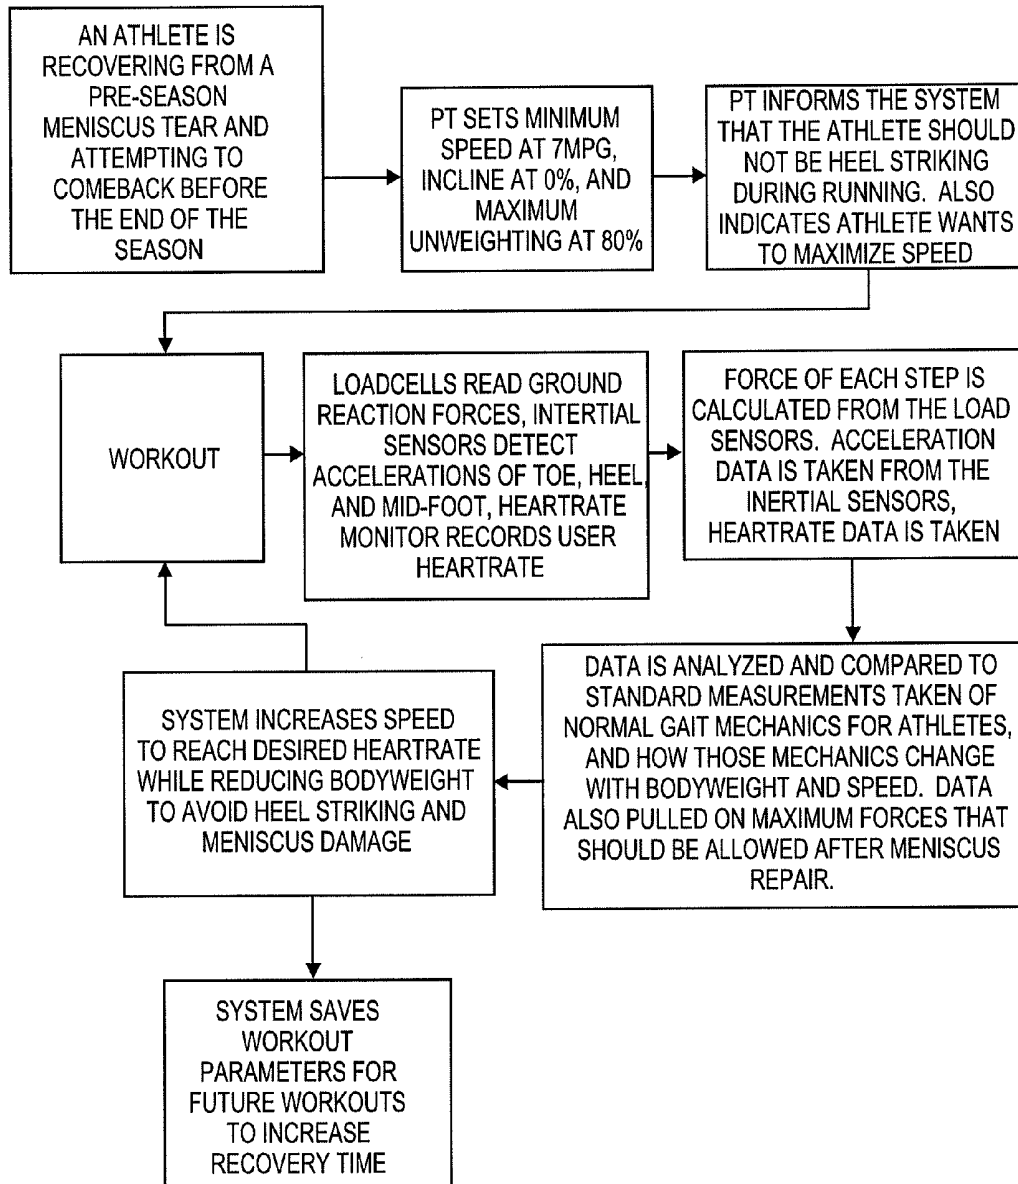 AN ATHLETE IS
RECOVERING FROM A
PRE-SEASON
MENISCUS TEAR AND
ATTEMPTING TO
COMEBACK BEFORE
THE END OF THE
SEASON
PT SETS MINIMUM
SPEED AT 7MPG,
INCLINE AT 0%, AND
MAXIMUM
UNWEIGHTING AT 80%
PT INFORMS THE SYSTEM
THAT THE ATHLETE SHOULD
NOT BE HEEL STRIKING
DURING RUNNING. ALSO
INDICATES ATHLETE WANTS
TO MAXIMIZE SPEED
WORKOUT
LOADCELLS READ GROUND
REACTION FORCES, INTERTIAL
SENSORS DETECT
ACCELERATIONS OF TOE, HEEL,
AND MID-FOOT, HEARTRATE
MONITOR RECORDS USER
HEARTRATE
FORCE OF EACH STEP IS
CALCULATED FROM THE LOAD
SENSORS. ACCELERATION
DATA IS TAKEN FROM THE
INERTIAL SENSORS,
HEARTRATE DATA IS TAKEN
DATA IS ANALYZED AND COMPARED TO
STANDARD MEASUREMENTS TAKEN OF
NORMAL GAIT MECHANICS FOR ATHLETES,
AND HOW THOSE MECHANICS CHANGE
WITH BODYWEIGHT AND SPEED. DATA
ALSO PULLED ON MAXIMUM FORCES THAT
SHOULD BE ALLOWED AFTER MENISCUS
REPAIR.
SYSTEM INCREASES SPEED
TO REACH DESIRED HEARTRATE
WHILE REDUCING BODYWEIGHT
TO AVOID HEEL STRIKING AND
MENISCUS DAMAGE
SYSTEM SAVES
WORKOUT
PARAMETERS FOR
FUTURE WORKOUTS
TO INCREASE
RECOVERY TIME